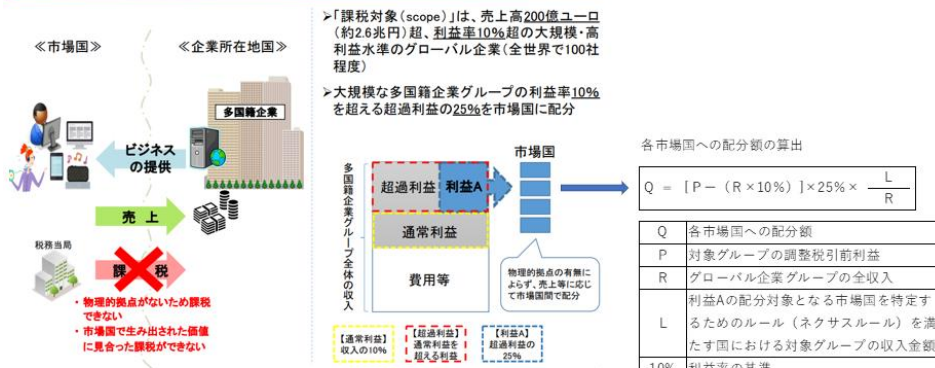 ≪市場国≫
≪企業所在地国≫
多国籍企業
ビジネス
の提供
売 上
税務当局
課 税
・物理的拠点がないため課税
できない
・市場国で生み出された価値
に見合った課税ができない
➢「課税対象(scope)」は、売上高200億ユーロ
(約2.6兆円)超、利益率10%超の大規模・高
利益水準のグローバル企業(全世界で100社
程度)
➢大規模な多国籍企業グループの利益率10%
を超える超過利益の25%を市場国に配分
多国籍企業グループ全体の収入
超過利益
利益A
通常利益
費用等
市場国
物理的拠点の有無に
よらず、売上等に応じ
て市場国間で配分
【通常利益】
収入の10%
【超過利益】
通常利益を
超える利益
【利益A】
超過利益の
25%
各市場国への配分額の算出
Q = [P-(R×10%)]×25%× L
R
Q 各市場国への配分額
P 対象グループの調整税引前利益
R グローバル企業グループの全収入
利益Aの配分対象となる市場国を特定す
L るためのルール(ネクサスルール)を満
たす国における対象グループの収入金額
10% 利益率の基準